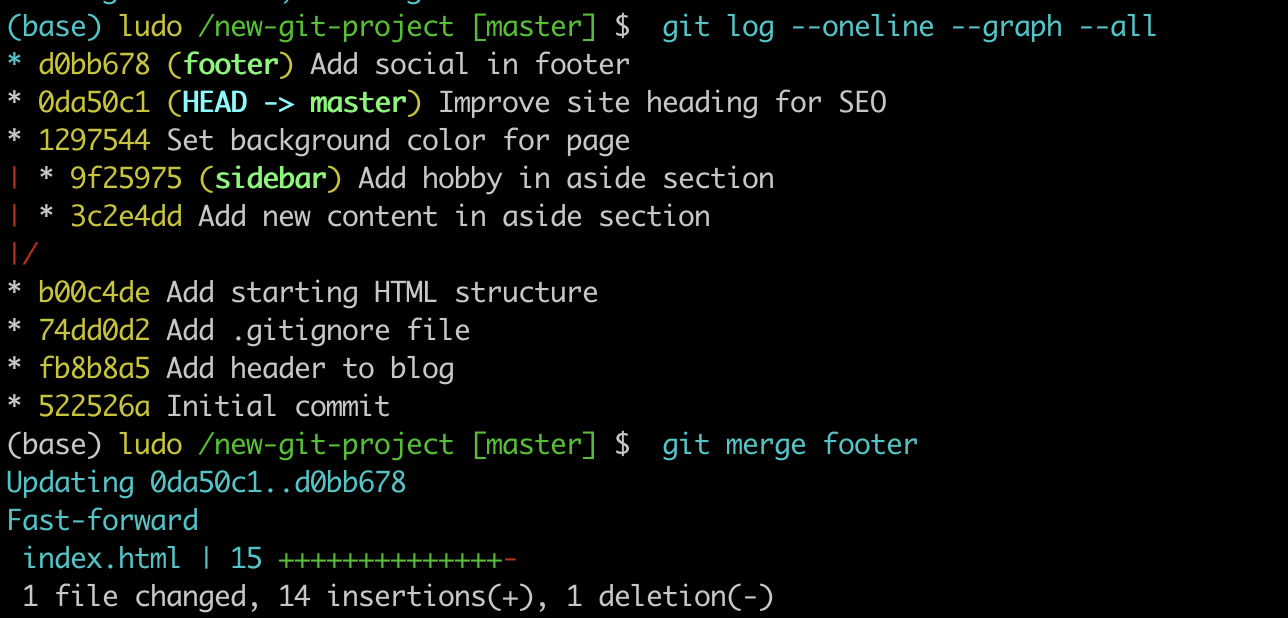 (base) ludo /new-git-project [master] $  git log --oneline --graph --all
* d0bb678 (footer) Add social in footer
* 0da50c1 (HEAD -> master) Improve site heading for SEO
* 1297544 Set background color for page
| * 9f25975 (sidebar) Add hobby in aside section
| * 3c2e4dd Add new content in aside section
|/
* b00c4de Add starting HTML structure
* 74dd0d2 Add .gitignore file
* fb8b8a5 Add header to blog
* 522526a Initial commit
(base) ludo /new-git-project [master] $  git merge footer
Updating 0da50c1..d0bb678
Fast-forward
 index.html | 15 ++++++++++++++-
 1 file changed, 14 insertions(+), 1 deletion(-)